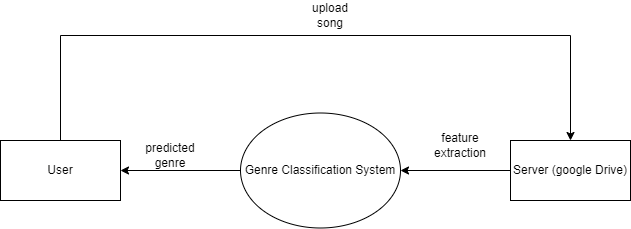 upload
song
feature
extraction
predicted
genre
User
Genre Classification System
Server (google Drive)